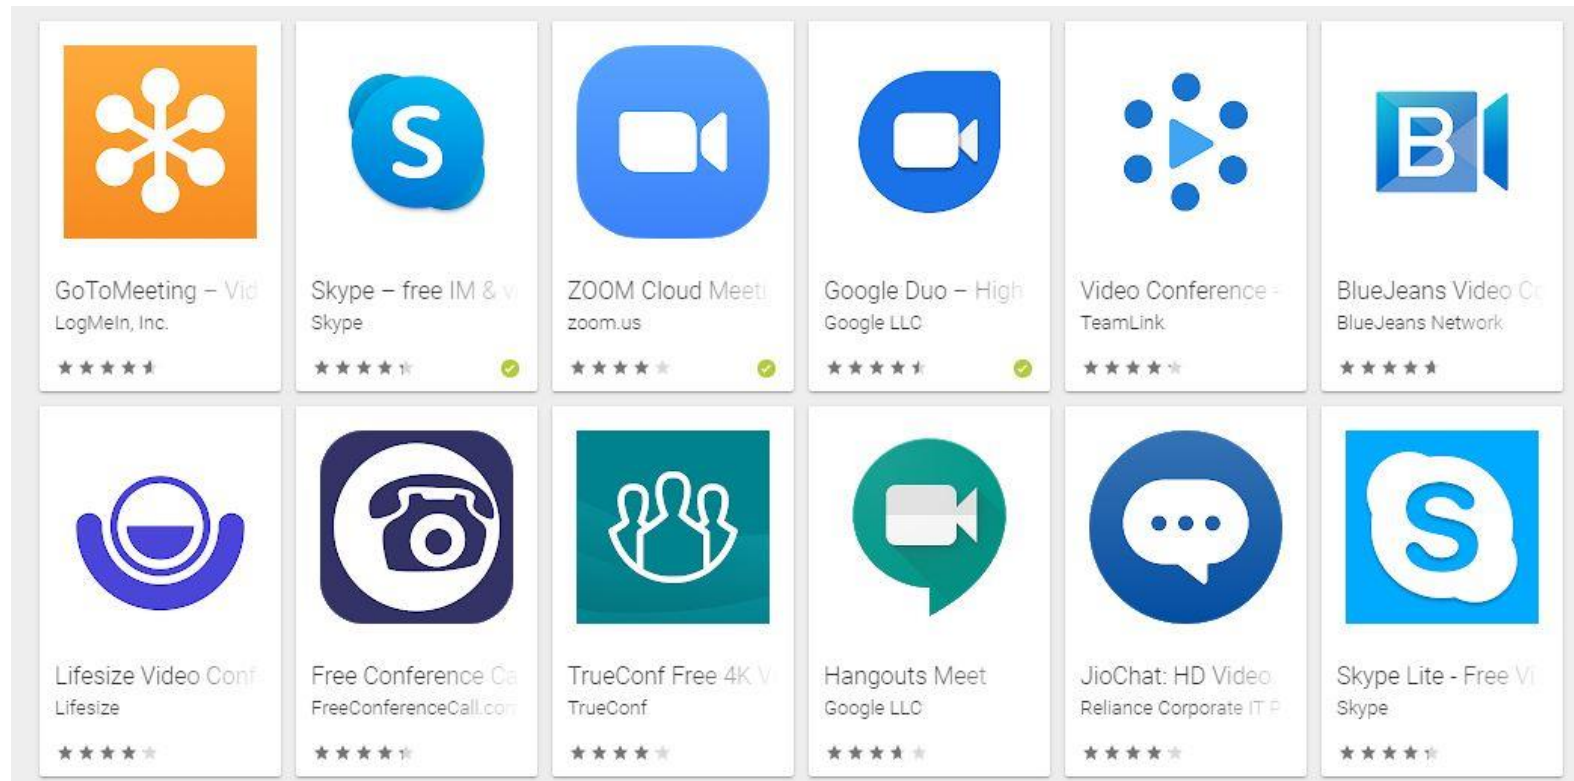 GoToMeeting – Vid
LogMeIn, Inc.
Skype – free IM & v
Skype
ZOOM Cloud Meeti
zoom.us
Google Duo – High
Google LLC
Video Conference -
TeamLink
B
BlueJeans Video Co
BlueJeans Network
Lifesize Video Conf
Lifesize
Free Conference Ca
FreeConferenceCall.com
TrueConf Free 4K V
TrueConf
Hangouts Meet
Google LLC
JioChat: HD Video
Reliance Corporate IT P
S
Skype Lite - Free Vi
Skype
S